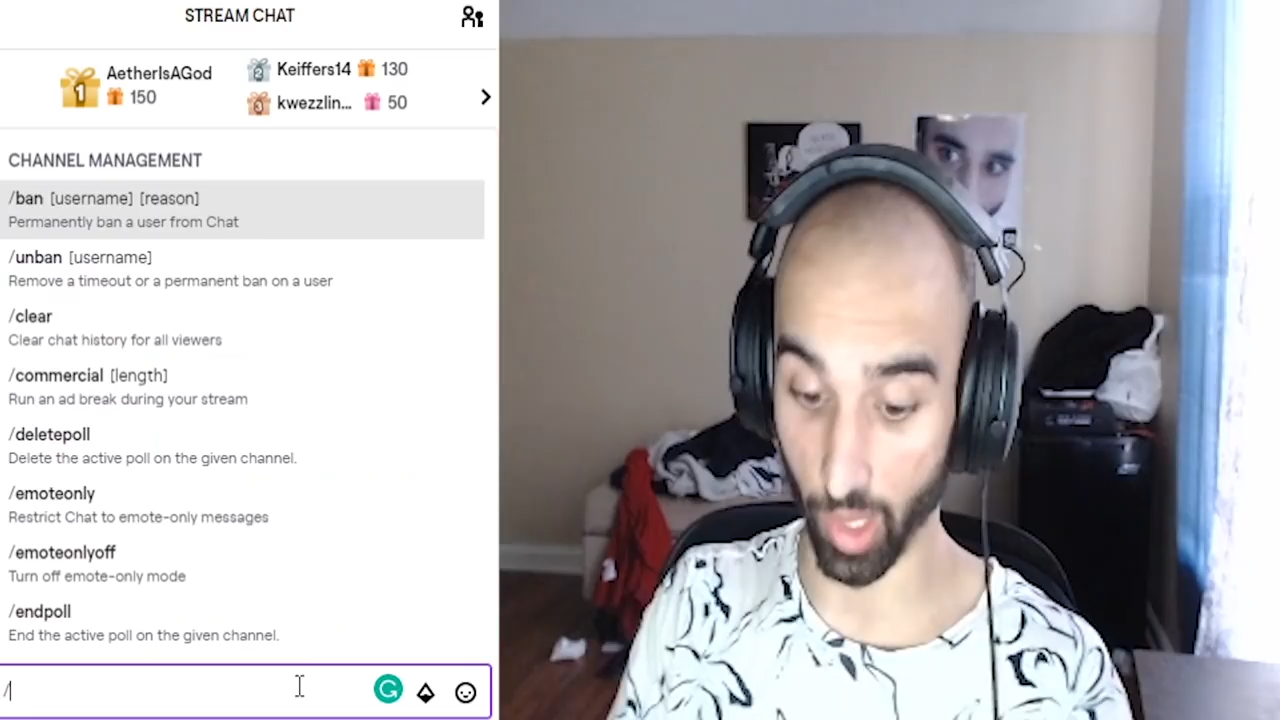 STREAM CHAT
AetherIsAGod
150
Keiffers14 130
kwezzlin... 50
CHANNEL MANAGEMENT
/ban [username] [reason]
Permanently ban a user from Chat
/unban [username]
Remove a timeout or a permanent ban on a user
/clear
Clear chat history for all viewers
/commercial [length]
Run an ad break during your stream
/deletepoll
Delete the active poll on the given channel.
/emoteonly
Restrict Chat to emote-only messages
/emoteonlyoff
Turn off emote-only mode
/endpoll
End the active poll on the given channel.
/